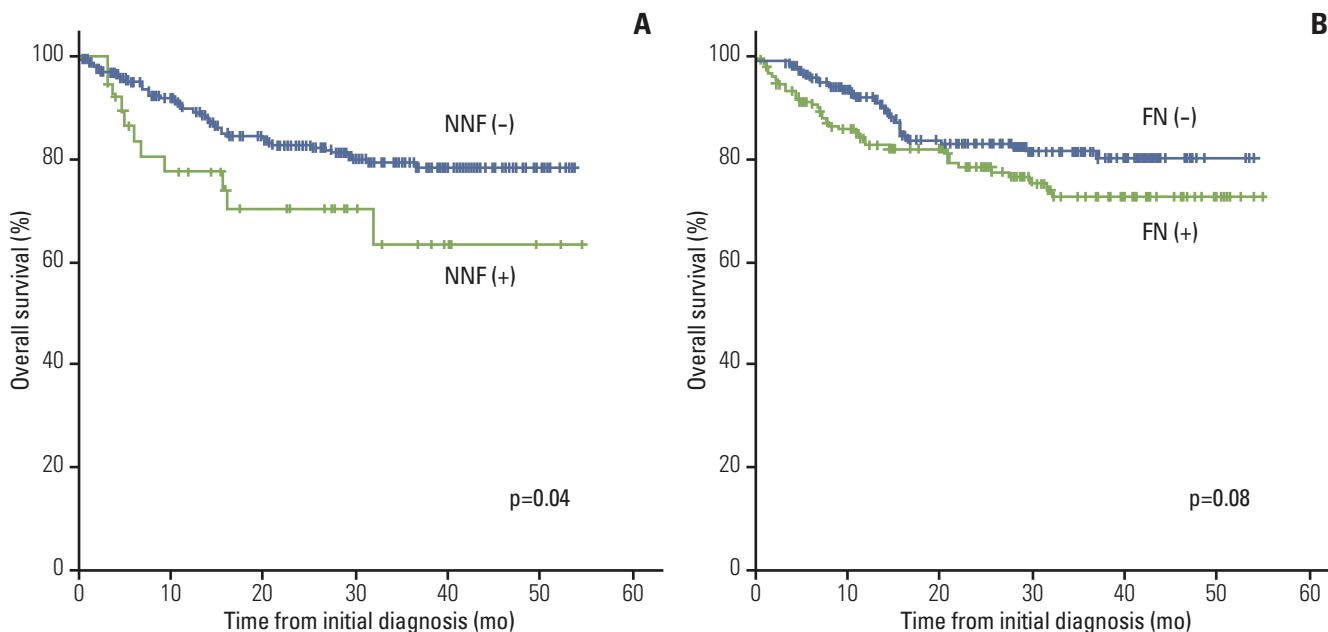 A
100
80
60
40
20
0
Overall survival (%)
NNF (−)
NNF (+)
p=0.04
0 10 20 30 40 50 60
Time from initial diagnosis (mo)
B
100
80
60
40
20
0
Overall survival (%)
FN (−)
FN (+)
p=0.08
0 10 20 30 40 50 60
Time from initial diagnosis (mo)